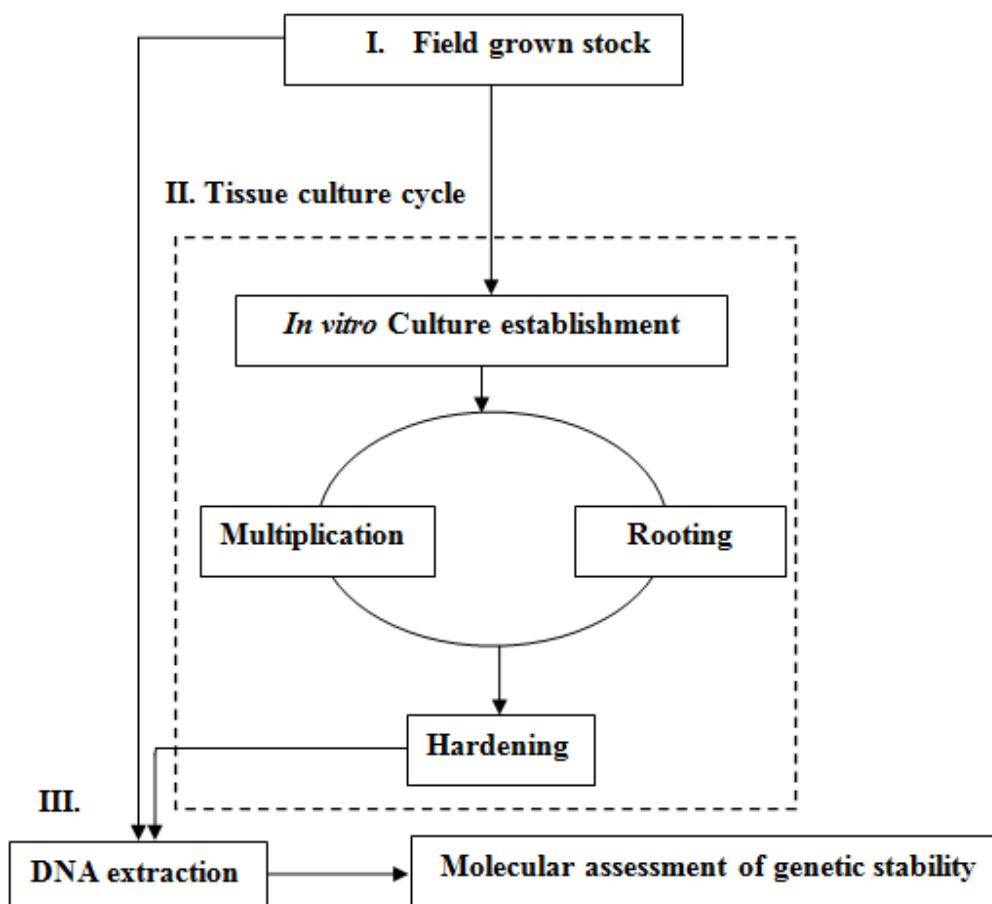 I. Field grown stock
II. Tissue culture cycle
In vitro Culture establishment
Multiplication
Rooting
Hardening
III.
DNA extraction
Molecular assessment of genetic stability